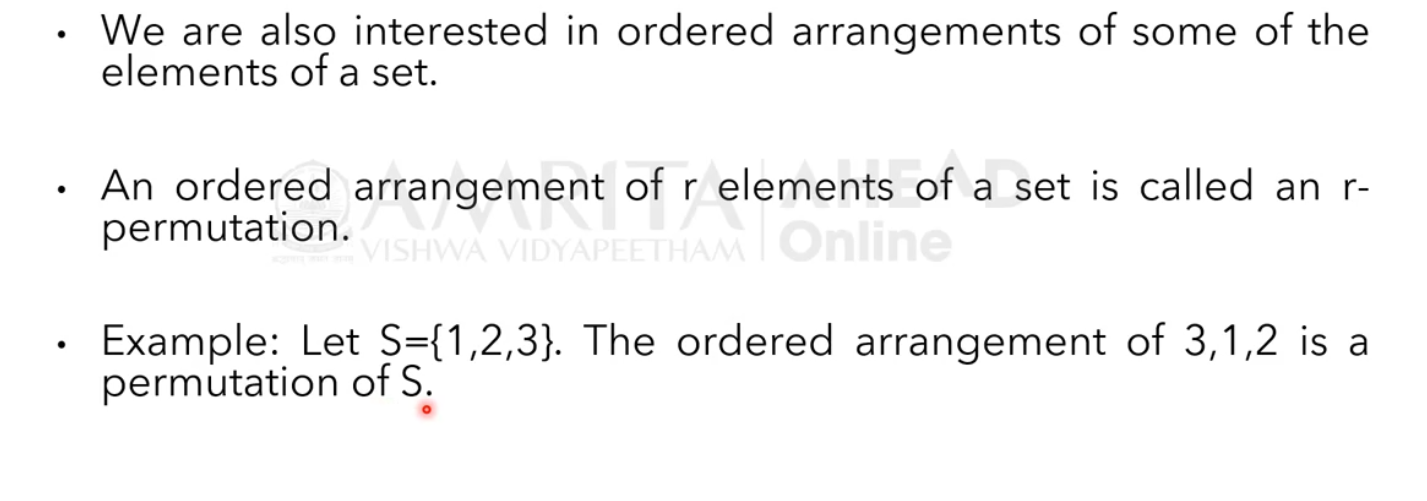 • We are also interested in ordered arrangements of some of the
elements of a set.
• An ordered arrangement of r elements of a set is called an r-
permutation.
AMRITA AHEAD
VISHWA VIDYAPEETHAM Online
• Example: Let S={1,2,3}. The ordered arrangement of 3,1,2 is a
permutation of S.